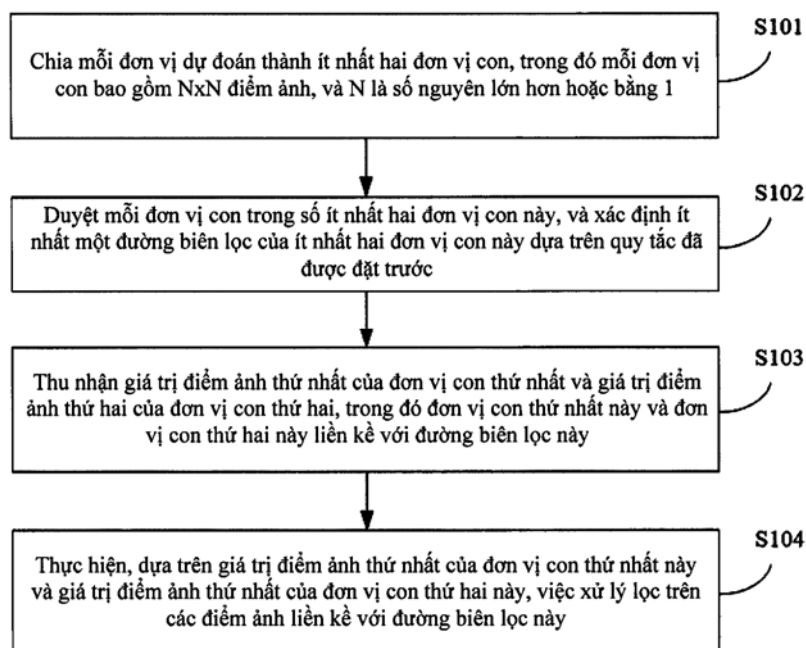 S101
Chia mỗi đơn vị dự đoán thành ít nhất hai đơn vị con, trong đó mỗi đơn vị
con bao gồm NxN điểm ảnh, và N là số nguyên lớn hơn hoặc bằng 1
S102
Duyệt mỗi đơn vị con trong số ít nhất hai đơn vị con này, và xác định ít
nhất một đường biên lọc của ít nhất hai đơn vị con này dựa trên quy tắc đã
được đặt trước
S103
Thu nhận giá trị điểm ảnh thứ nhất của đơn vị con thứ nhất và giá trị điểm
ảnh thứ hai của đơn vị con thứ hai, trong đó đơn vị con thứ nhất này và đơn
vị con thứ hai này liền kề với đường biên lọc này
S104
Thực hiện, dựa trên giá trị điểm ảnh thứ nhất của đơn vị con thứ nhất này
và giá trị điểm ảnh thứ nhất của đơn vị con thứ hai này, việc xử lý lọc trên
các điểm ảnh liền kề với đường biên lọc này